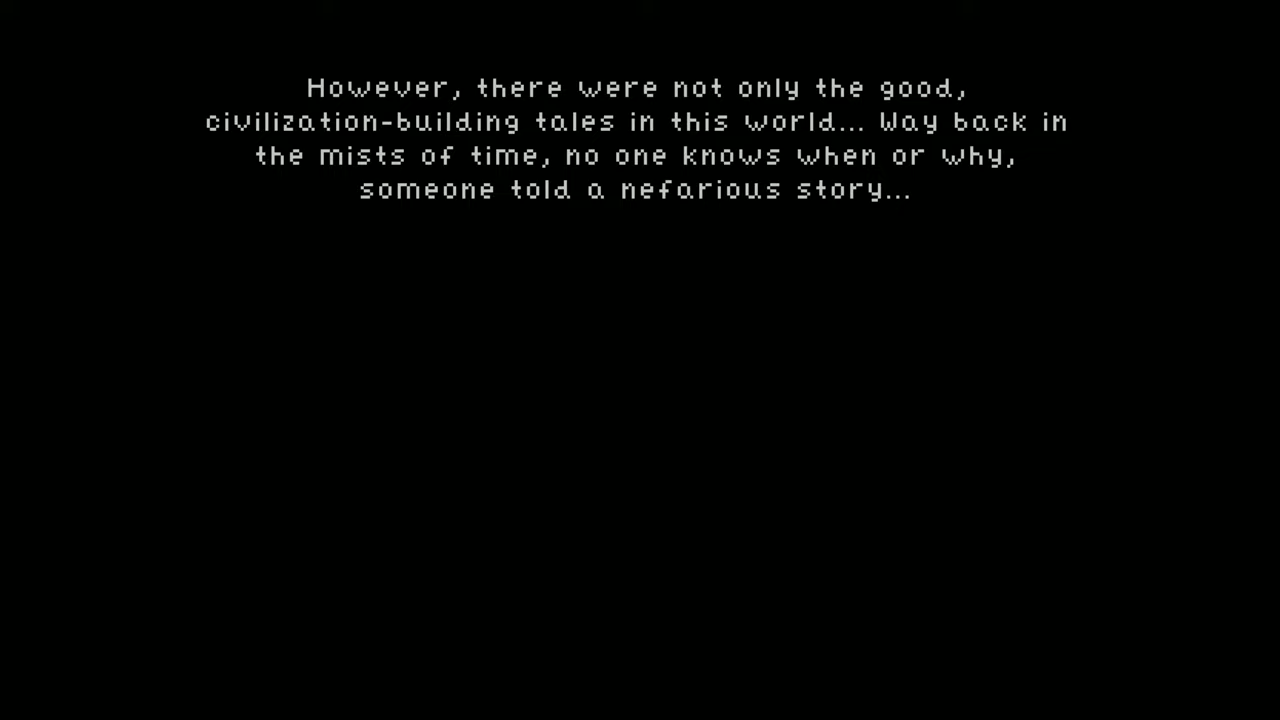 However, there were not only the good,
civilization-building tales in this world... Way back in
the mists of time, no one knows when or why,
someone told a nefarious story...